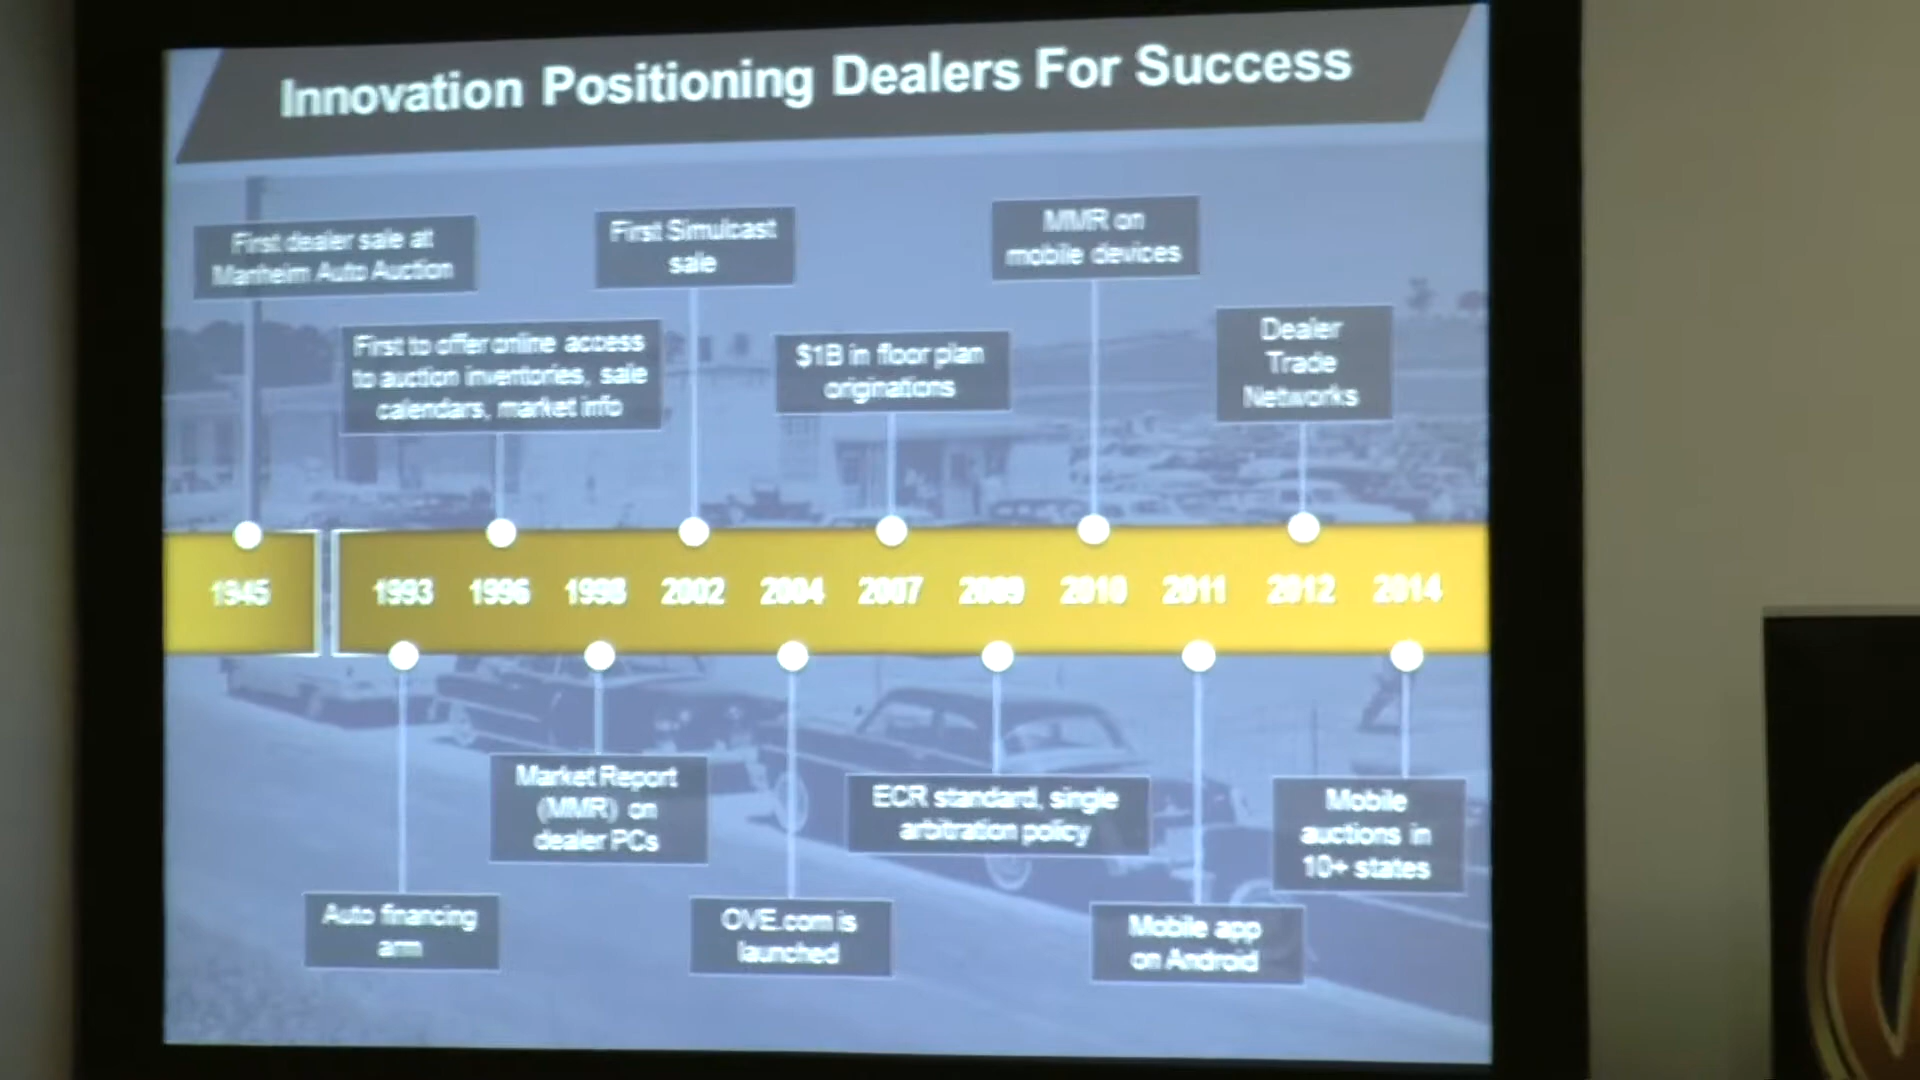 Innovation Positioning Dealers For Success
First dealer sale at
Manheim Auto Auction
First Simulcast
sale
MMR on
mobile devices
First to offer online access
to auction inventories, sale
calendars, market info
$1B in floor plan
originations
Dealer
Trade
Networks
1945 1993 1996 1998 2002 2004 2007 2009 2010 2011 2012 2014
Market Report
(MMR) on
dealer PCs
ECR standard, single
arbitration policy
Mobile
auctions in
10+ states
Auto financing
arm
OVE.com is
launched
Mobile app
on Android